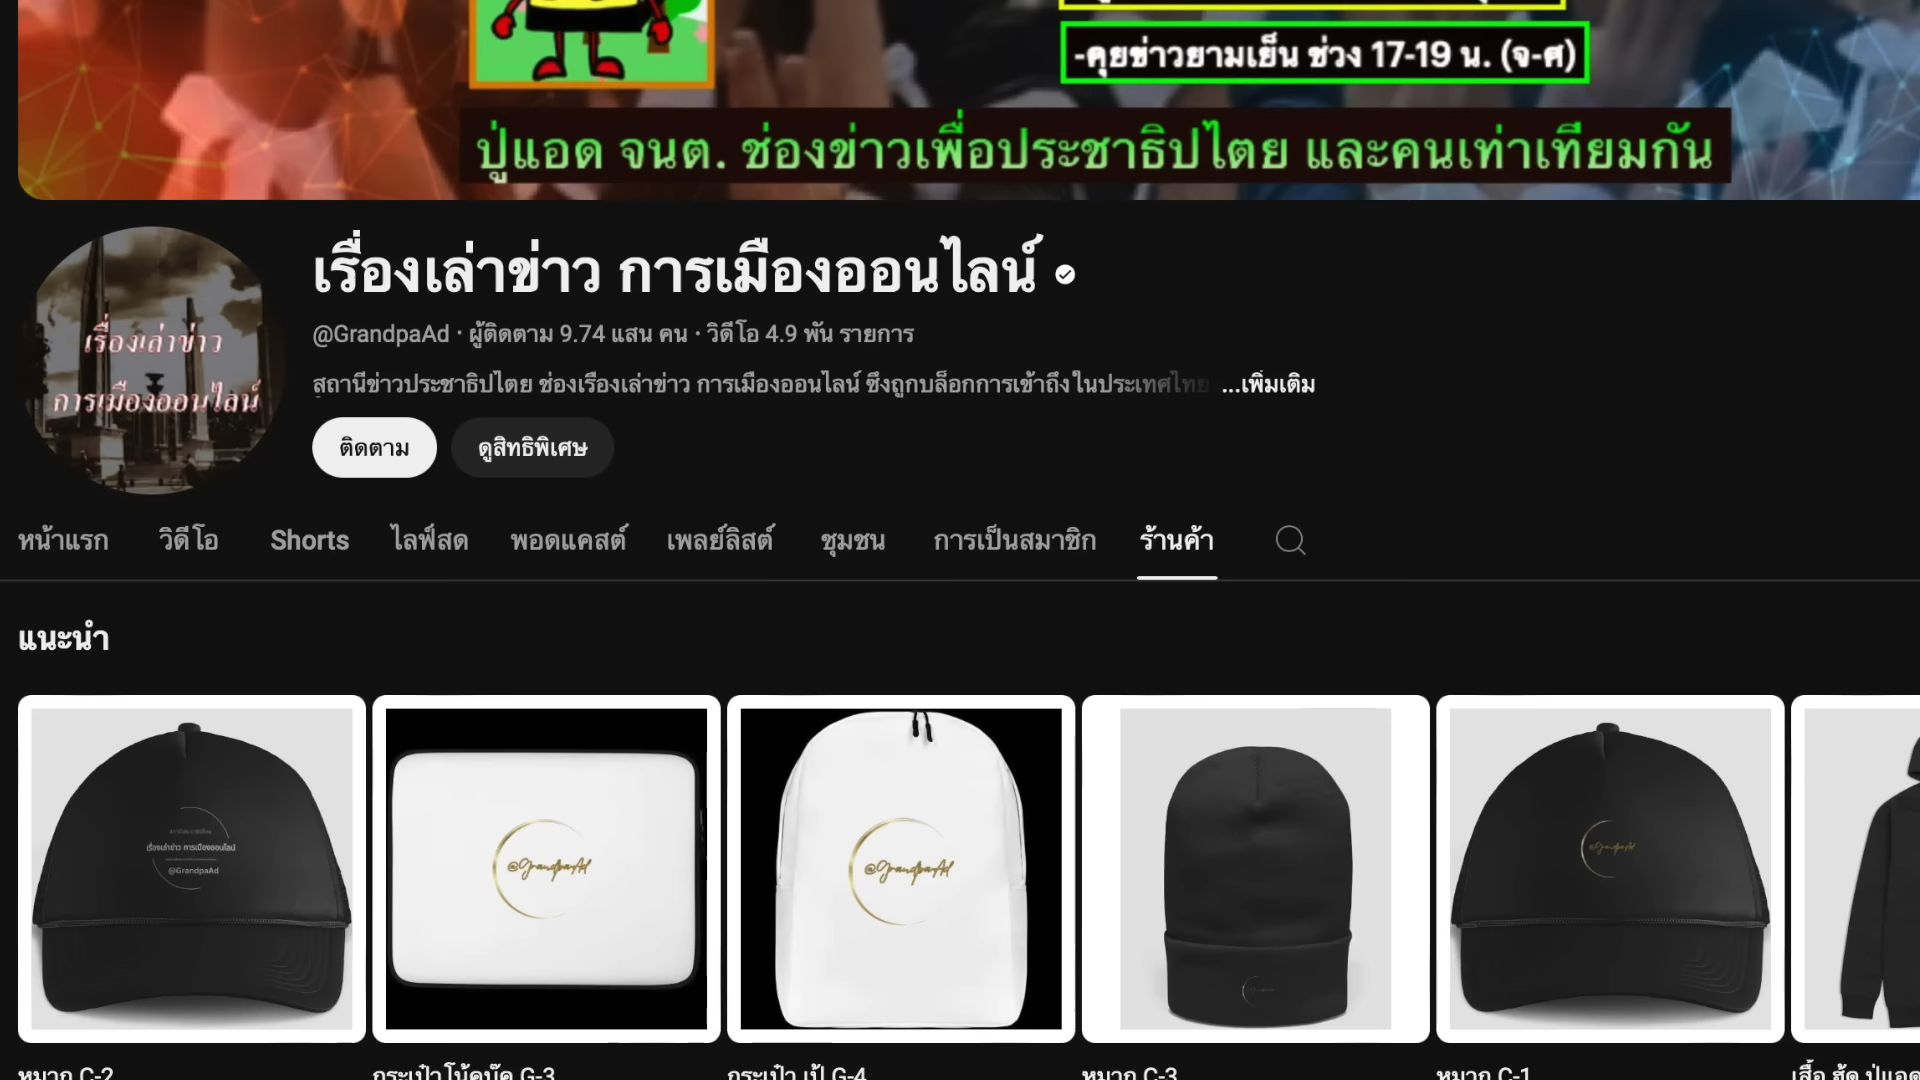 -คุยข่าวยามเย็น ช่วง 17-19 น. (จ-ศ)
ปู่แอด จนต. ช่องข่าวเพื่อประชาธิปไตย และคนเท่าเทียมกัน
เรื่องเล่าข่าว
การเมืองออนไลน์
เรื่องเล่าข่าว การเมืองออนไลน์
@GrandpaAd · ผู้ติดตาม 9.74 แสน คน · วิดีโอ 4.9 พัน รายการ
สถานีข่าวประชาธิปไตย ช่องเรื่องเล่าข่าว การเมืองออนไลน์ ซึ่งถูกบล็อกการเข้าถึงในประเทศไทย ...เพิ่มเติม
ติดตาม
ดูสิทธิพิเศษ
หน้าแรก วิดีโอ Shorts ไลฟ์สด พอดแคสต์ เพลย์ลิสต์ ชุมชน การเป็นสมาชิก ร้านค้า
แนะนำ
เรื่องเล่าข่าว การเมืองออนไลน์
@GrandpaAd
@GrandpaAd
@GrandpaAd
@GrandpaAd
หมวก C-2
กระเป๋าโน้คบุ๊ค G-3
กระเป๋า เป้ G-4
หมวก C-3
หมวก C-1
เสื้อ ฮู้ด ปู่แอด